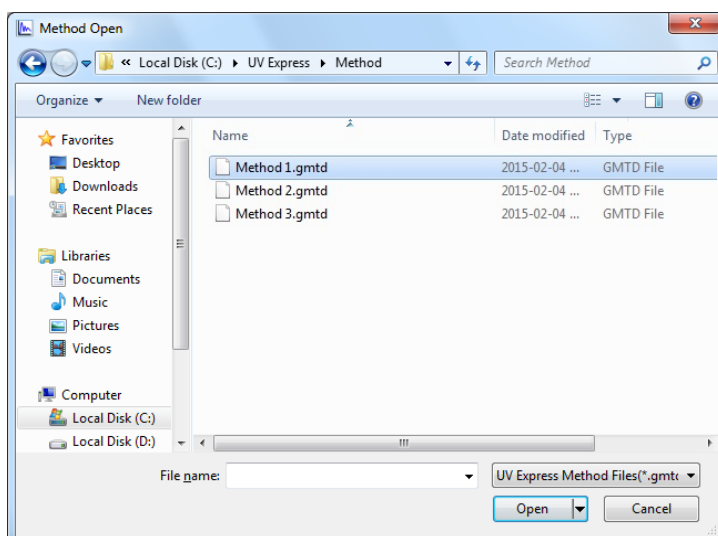 Method Open
« Local Disk (C:) UV Express Method
Search Method
Organize New folder
Name Date modified Type
Favorites
Desktop
Downloads
Recent Places
Libraries
Documents
Music
Pictures
Videos
Computer
Local Disk (C:)
Local Disk (D:)
Method 1.gmtd 2015-02-04 ... GMTD File
Method 2.gmtd 2015-02-04 ... GMTD File
Method 3.gmtd 2015-02-04 ... GMTD File
File name:
UV Express Method Files(*.gmt
Open Cancel